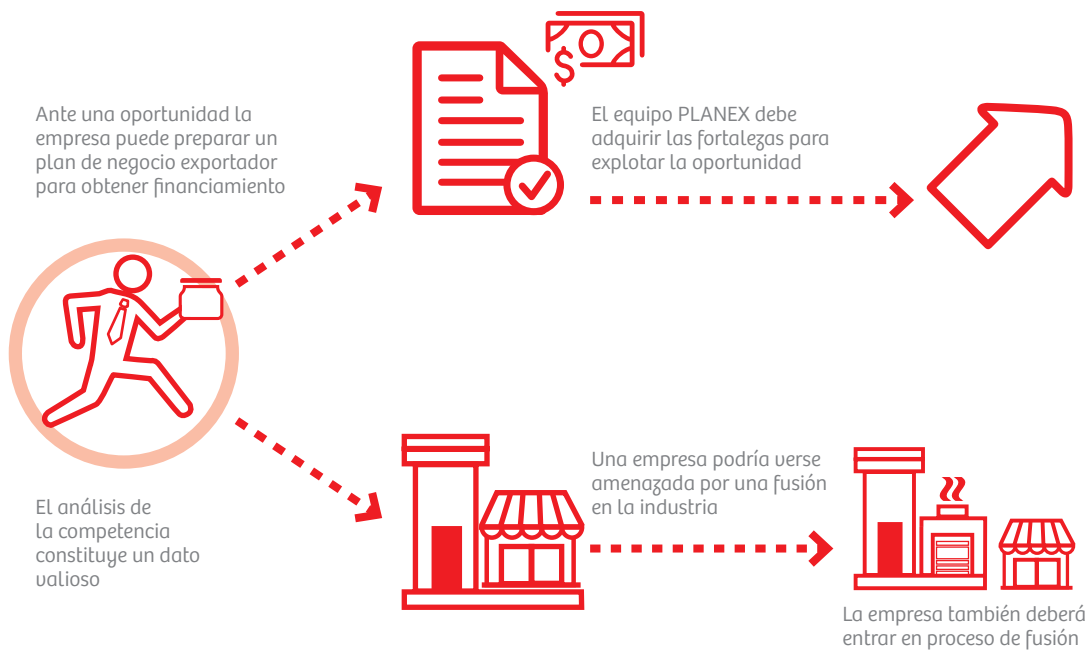 Ante una oportunidad la
empresa puede preparar un
plan de negocio exportador
para obtener financiamiento
$
El equipo PLANEX debe
adquirir las fortalezas para
explotar la oportunidad
El análisis de
la competencia
constituye un dato
valioso
Una empresa podría verse
amenazada por una fusión
en la industria
La empresa también deberá
entrar en proceso de fusión